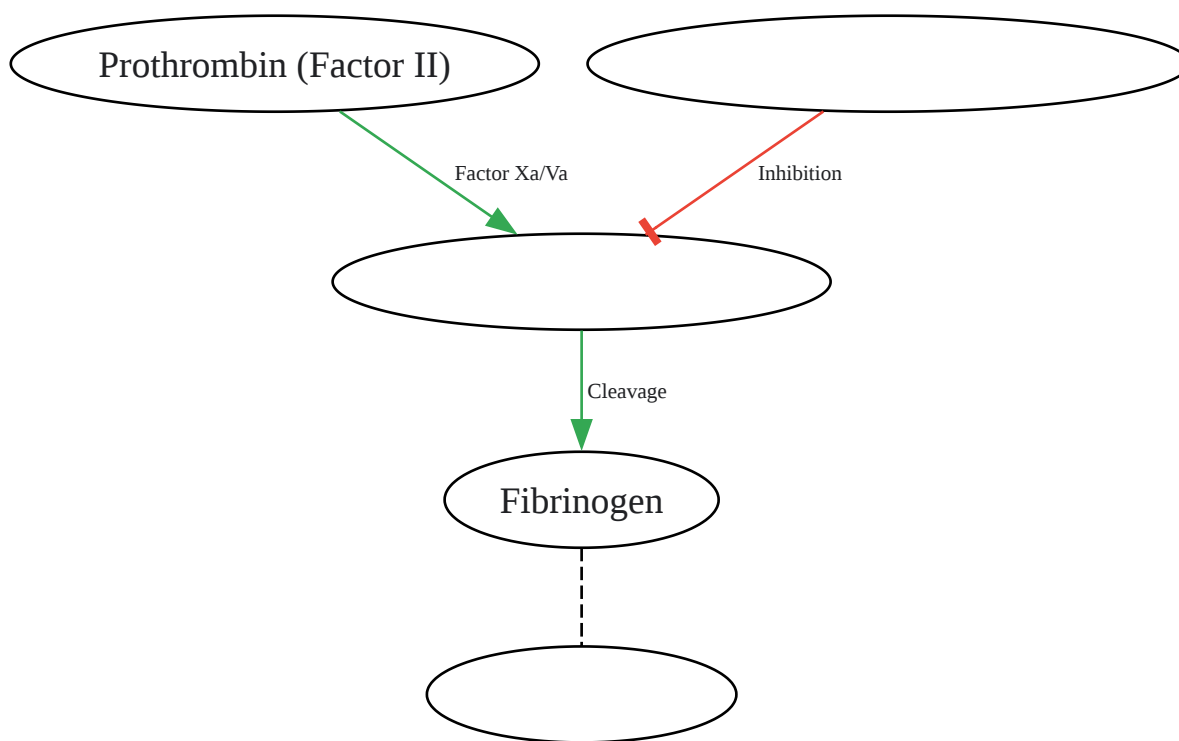 Prothrombin (Factor II)
Factor Xa/Va
Inhibition
Cleavage
Fibrinogen